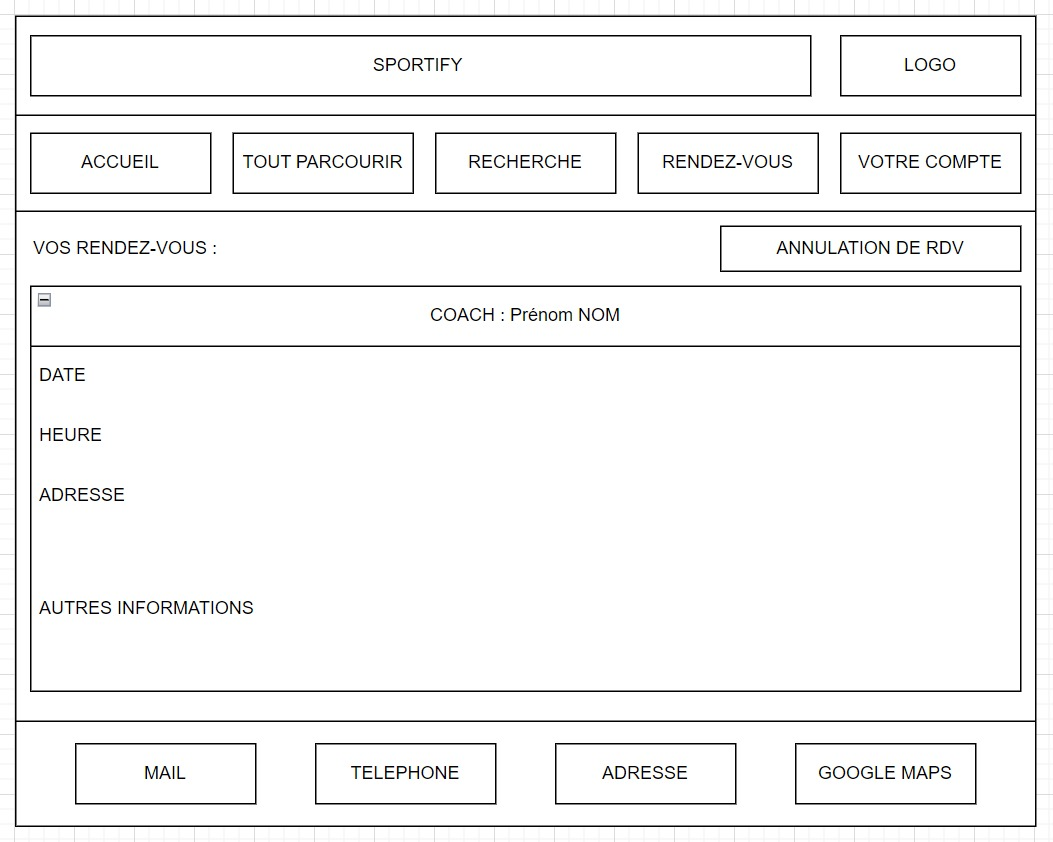 SPORTIFY
LOGO
ACCUEIL
TOUT PARCOURIR
RECHERCHE
RENDEZ-VOUS
VOTRE COMPTE
VOS RENDEZ-VOUS :
ANNULATION DE RDV
COACH : Prénom NOM
DATE
HEURE
ADRESSE
AUTRES INFORMATIONS
MAIL
TELEPHONE
ADRESSE
GOOGLE MAPS